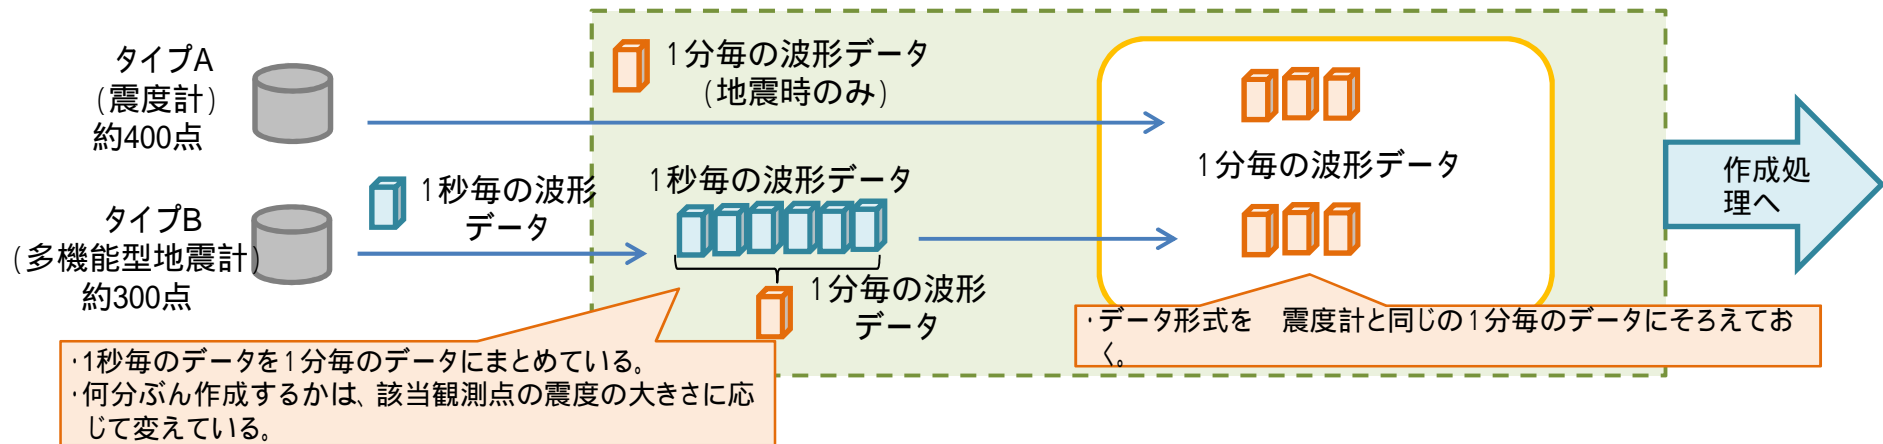 タイプA
(震度計)
約400点
1分毎の波形データ
(地震時のみ)
1分毎の波形データ
作成処
理へ
1秒毎の波形
データ
1秒毎の波形データ
タイプB
(多機能型地震計)
約300点
1分毎の波形
データ
・データ形式を　震度計と同じの1分毎のデータにそろえてお
く。
・1秒毎のデータを1分毎のデータにまとめている。
・何分ぶん作成するかは、該当観測点の震度の大きさに応
じて変えている。